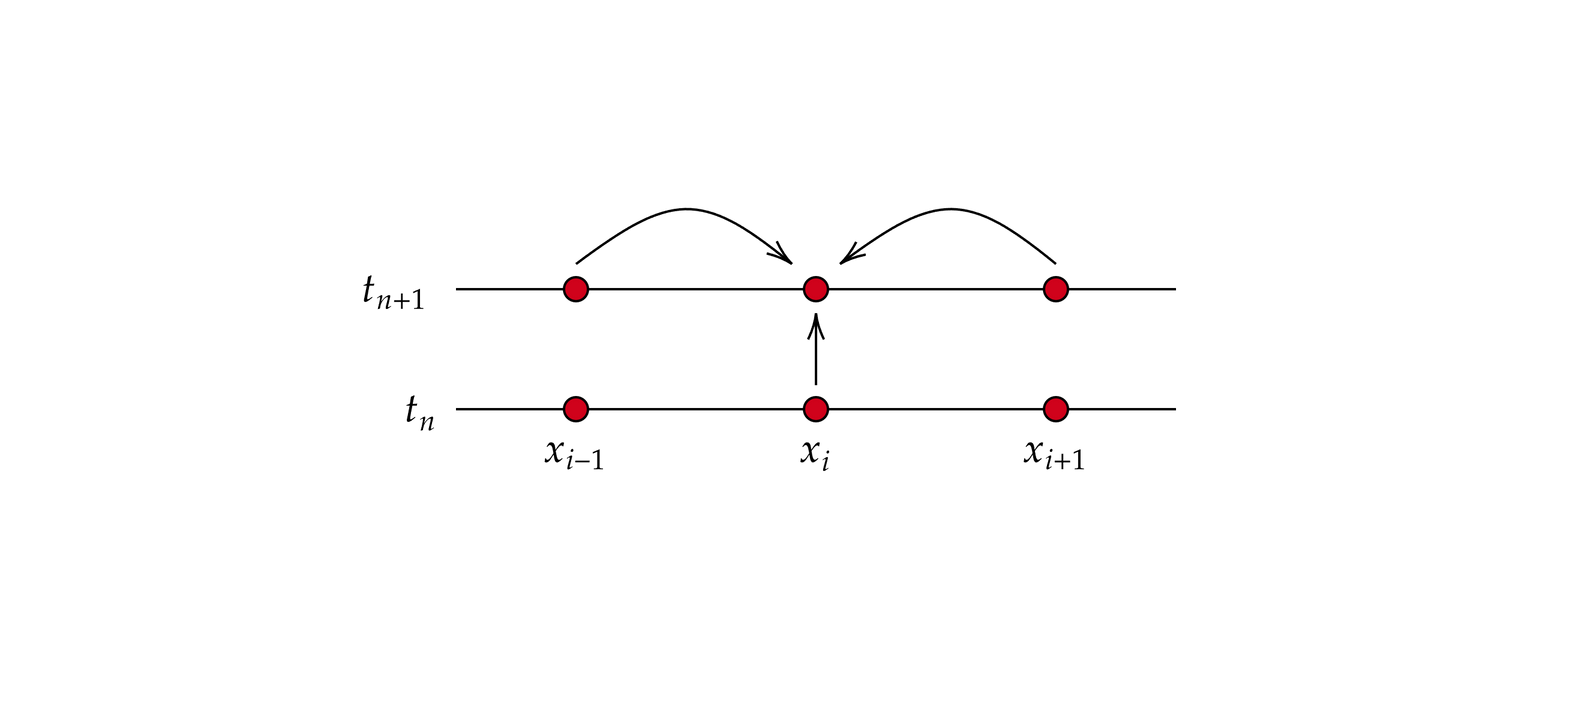 t_{n+1}
t_n
x_{i−1} x_i x_{i+1}